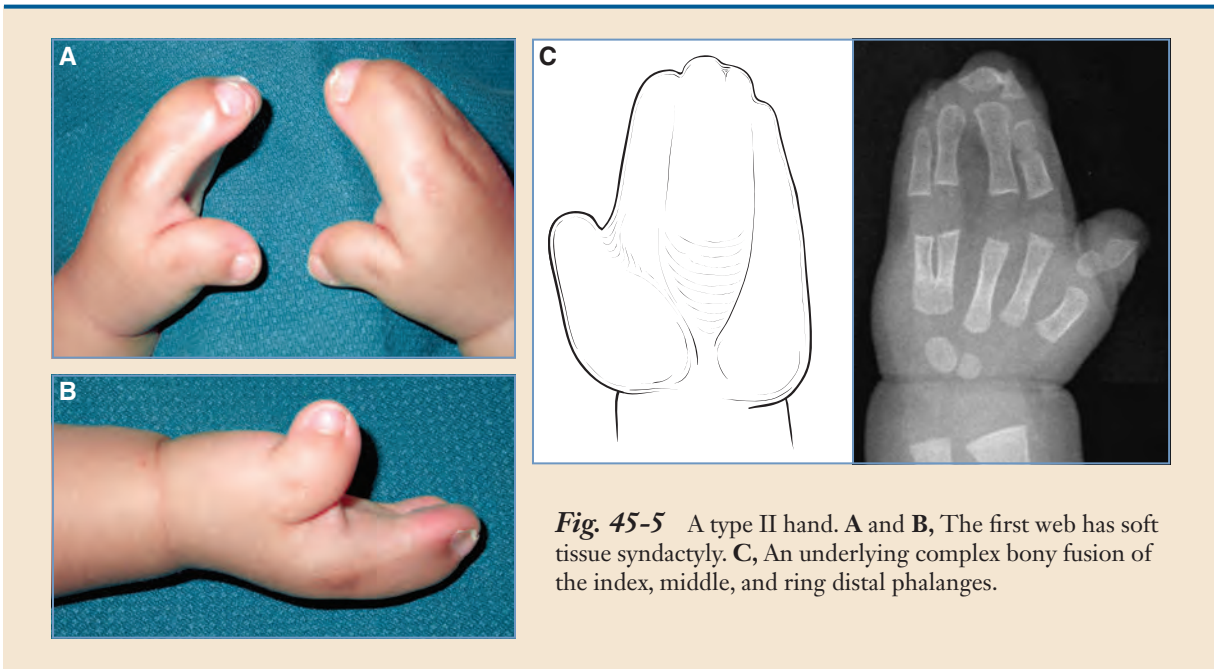 A
B
C
Fig. 45-5 A type II hand. A and B, The first web has soft
tissue syndactyly. C, An underlying complex bony fusion of
the index, middle, and ring distal phalanges.